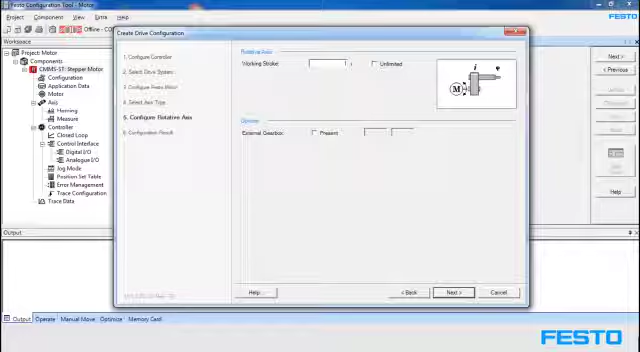 Festo Configuration Tool - Motor
Project Component View Extra Help
FESTO
Offline
Workspace
Project: Motor
Components
CMMS-ST: Stepper Motor
Configuration
Application Data
Motor
Axis
Homing
Measure
Controller
Closed Loop
Control Interface
Digital I/O
Analogue I/O
Jog Mode
Position Set Table
Error Management
Trace Configuration
Trace Data
Create Drive Configuration
1. Configure Controller
2. Select Drive System
3. Configure Festo Motor
4. Select Axis Type
5. Configure Rotative Axis
6. Configuration Result
Rotative Axis
Working Stroke:
r
Unlimited
i
φ
M
Options
External Gearbox:
Present
Help...
< Back
Next >
Cancel
Next >
< Previous
Help
Output:
Output Operate Manual Move Optimize Memory Card
FESTO